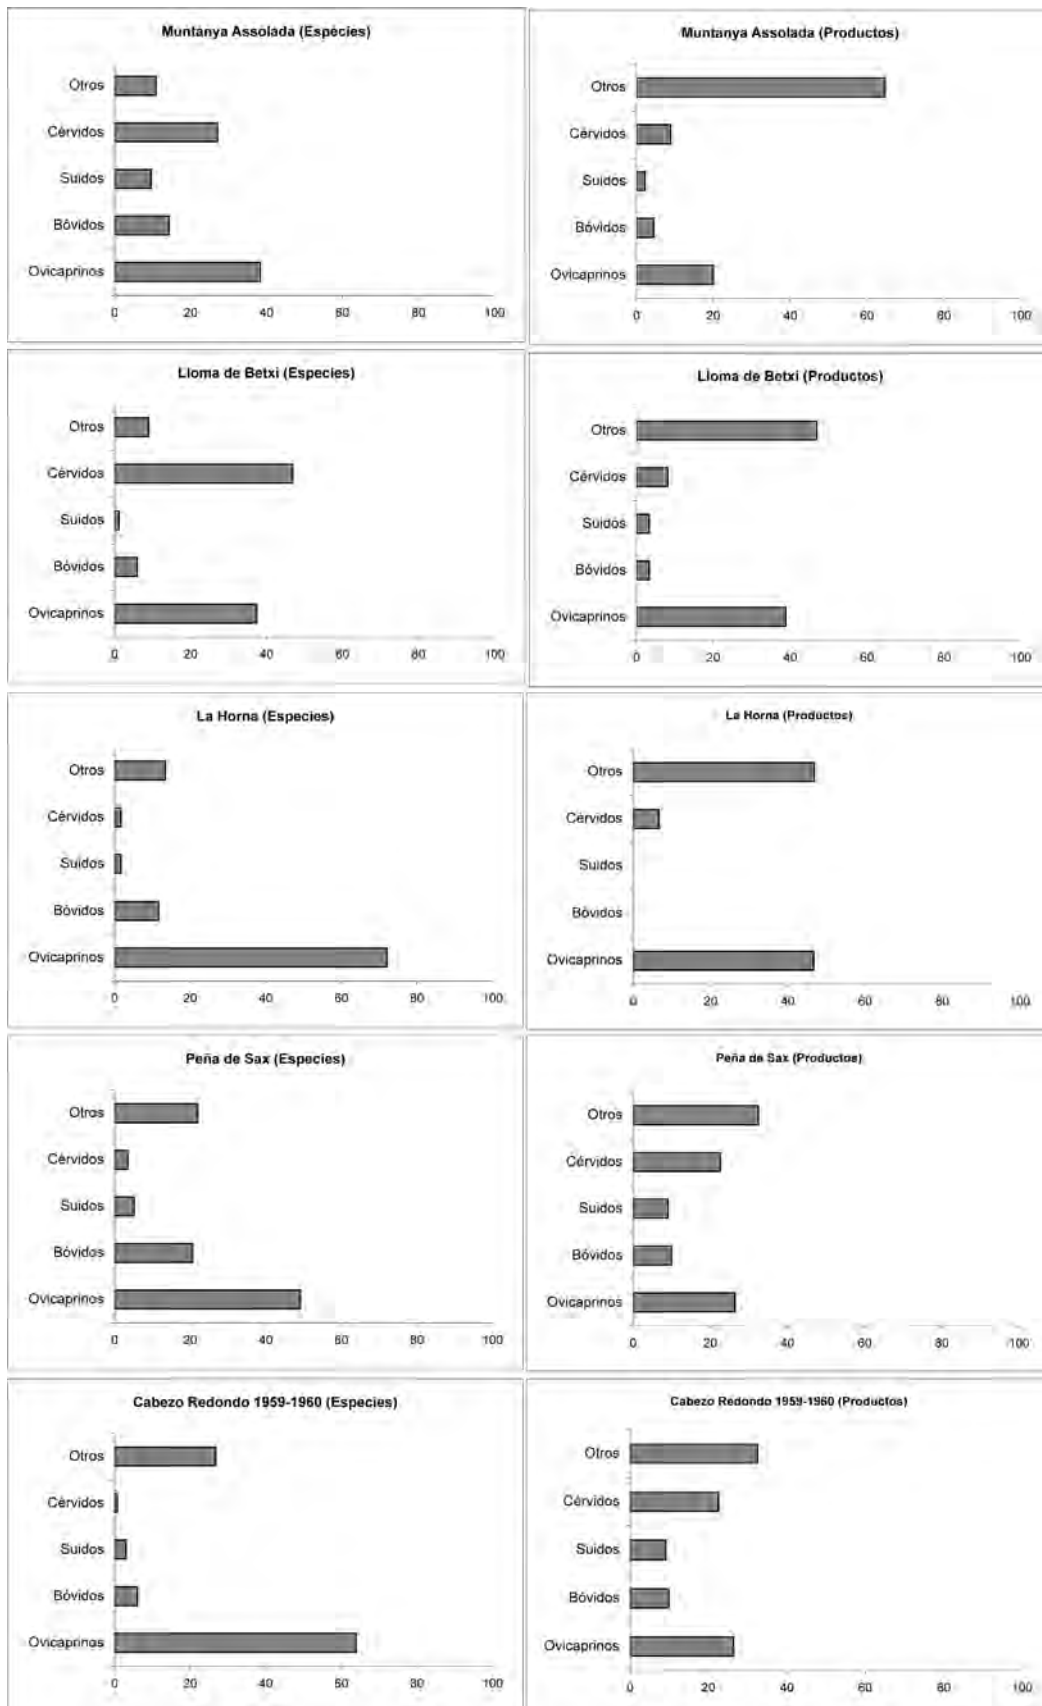 Muntanya Assolada (Espécies)
Otros
Cérvidos
Suidos
Bóvidos
Ovicaprinos
0 20 40 60 80 100
Muntanya Assolada (Productos)
Otros
Cérvidos
Suidos
Bóvidos
Ovicaprinos
0 20 40 60 80 100
Lloma de Betxi (Especies)
Otros
Cérvidos
Suidos
Bóvidos
Ovicaprinos
0 20 40 60 80 100
Lloma de Betxi (Productos)
Otros
Cérvidos
Suidos
Bóvidos
Ovicaprinos
0 20 40 60 80 100
La Horna (Especies)
Otros
Cérvidos
Suidos
Bóvidos
Ovicaprinos
0 20 40 60 80 100
La Horna (Productos)
Otros
Cérvidos
Suidos
Bóvidos
Ovicaprinos
0 20 40 60 80 100
Peña de Sax (Especies)
Otros
Cérvidos
Suidos
Bóvidos
Ovicaprinos
0 20 40 60 80 100
Peña de Sax (Productos)
Otros
Cérvidos
Suidos
Bóvidos
Ovicaprinos
0 20 40 60 80 100
Cabezo Redondo 1959-1960 (Especies)
Otros
Cérvidos
Suidos
Bóvidos
Ovicaprinos
0 20 40 60 80 100
Cabezo Redondo 1959-1960 (Productos)
Otros
Cérvidos
Suidos
Bóvidos
Ovicaprinos
0 20 40 60 80 100